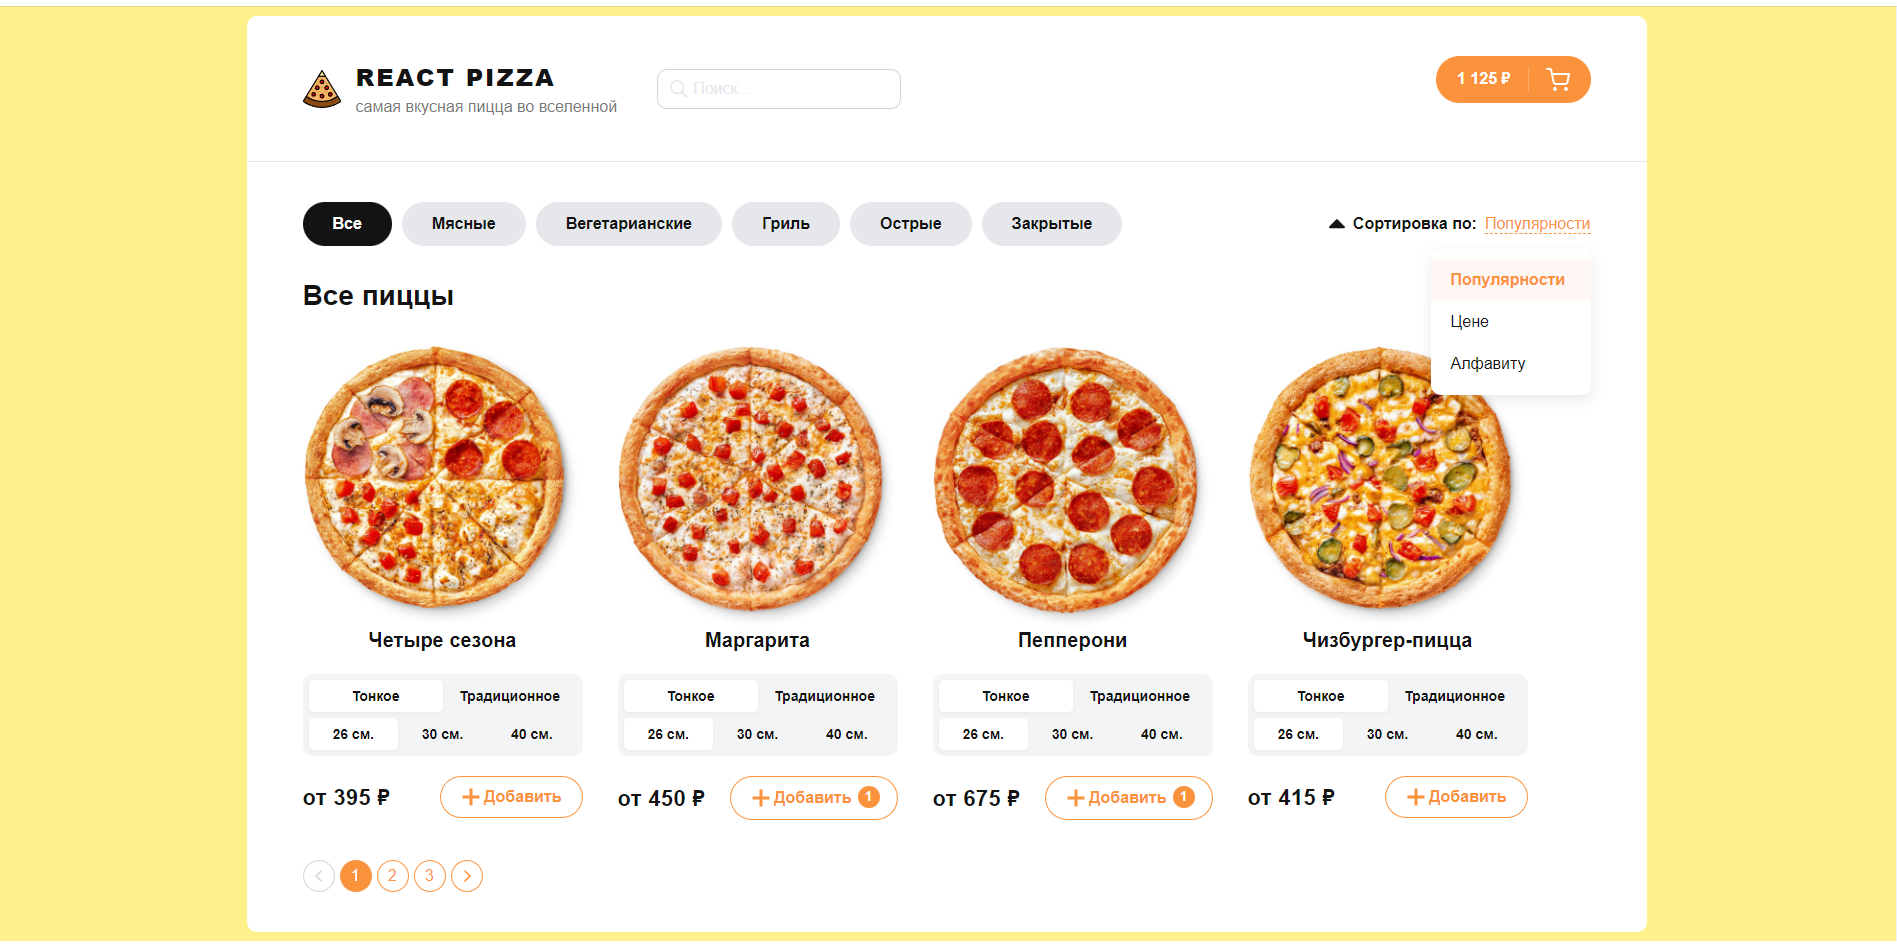 REACT PIZZA
самая вкусная пицца во вселенной
Поиск...
1 125 ₽
Все Мясные Вегетарианские Гриль Острые Закрытые Сортировка по: Популярности
Популярности
Цене
Алфавиту
Все пиццы
Четыре сезона Маргарита Пепперони Чизбургер-пицца
Тонкое Традиционное Тонкое Традиционное Тонкое Традиционное Тонкое Традиционное
26 см. 30 см. 40 см. 26 см. 30 см. 40 см. 26 см. 30 см. 40 см. 26 см. 30 см. 40 см.
от 395 ₽ + Добавить от 450 ₽ + Добавить 1 от 675 ₽ + Добавить 1 от 415 ₽ + Добавить
< 1 2 3 >